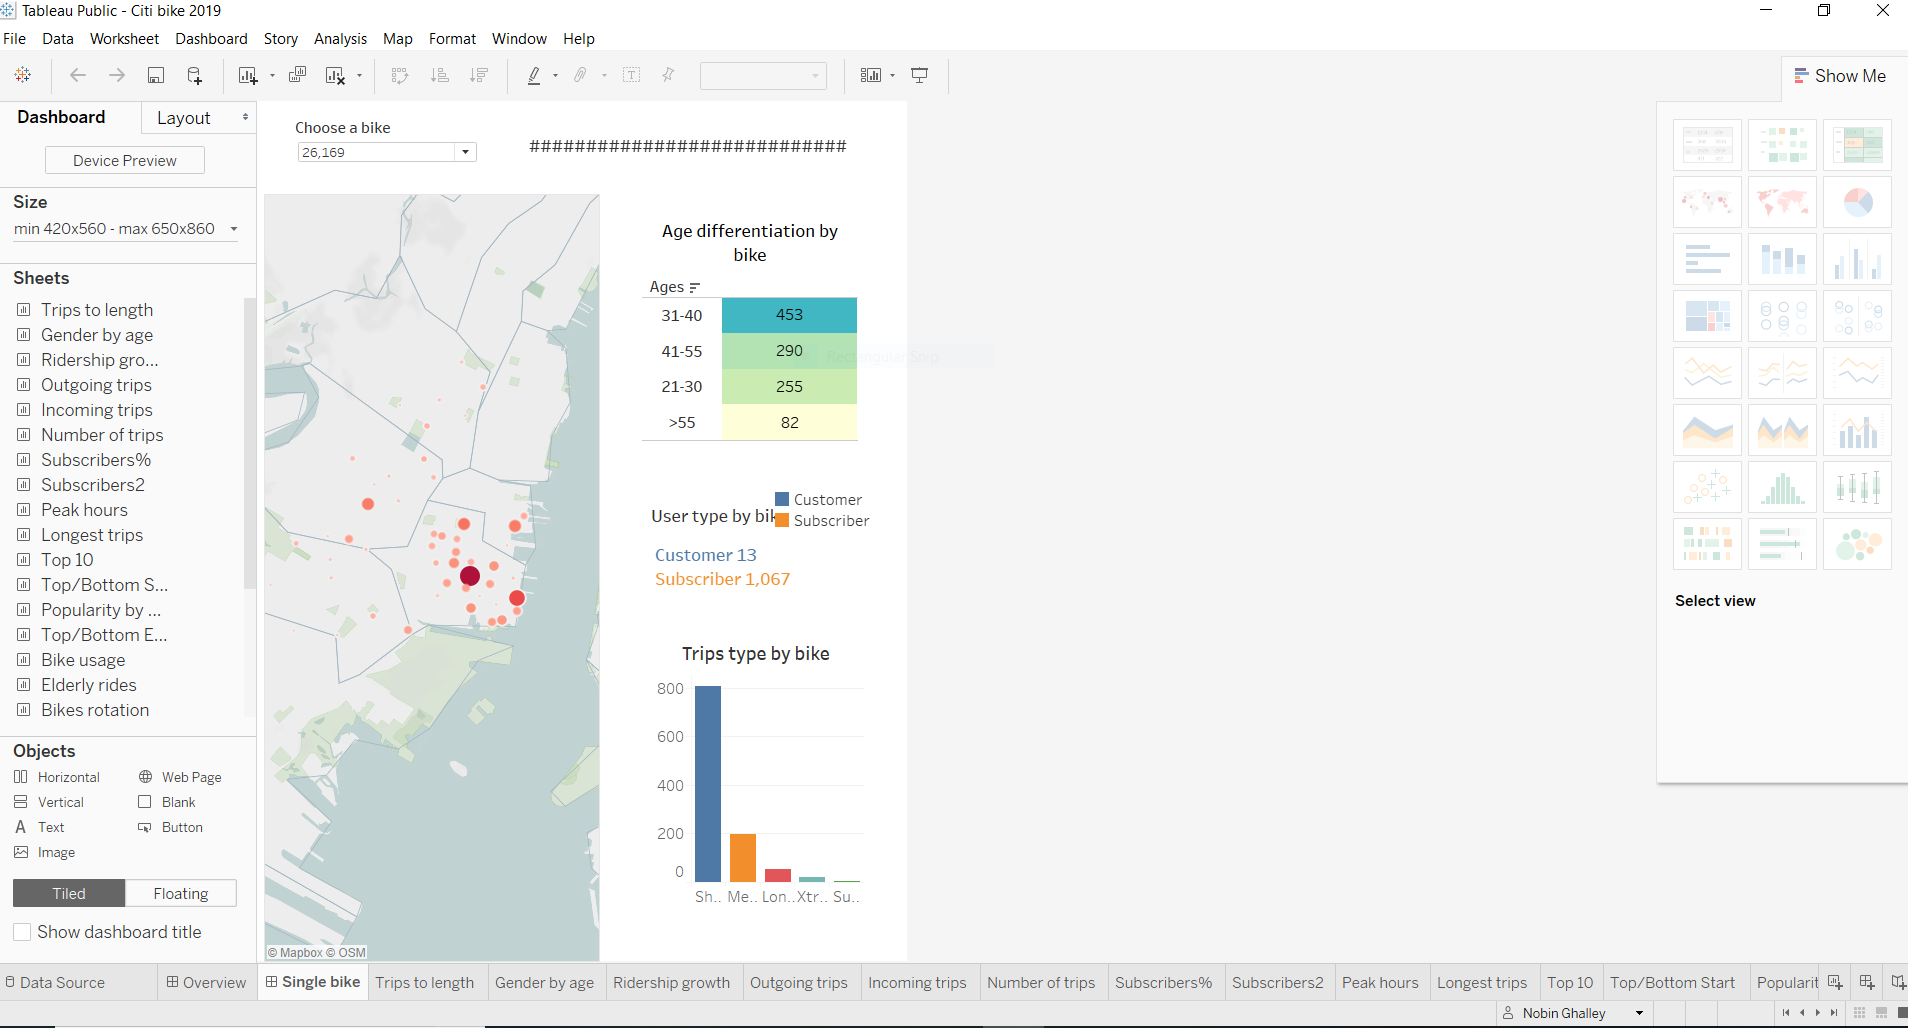 Tableau Public - Citi bike 2019
File Data Worksheet Dashboard Story Analysis Map Format Window Help
Show Me
Dashboard Layout
Device Preview
Size
min 420x560 - max 650x860
Sheets
Trips to length
Gender by age
Ridership gro...
Outgoing trips
Incoming trips
Number of trips
Subscribers%
Subscribers2
Peak hours
Longest trips
Top 10
Top/Bottom S...
Popularity by ...
Top/Bottom E...
Bike usage
Elderly rides
Bikes rotation
Objects
Horizontal Web Page
Vertical Blank
A Text Button
Image
Tiled Floating
Show dashboard title
Choose a bike
26,169
############################
© Mapbox © OSM
Age differentiation by
bike
Ages
31-40 453
41-55 290
21-30 255
>55 82
Rectangular Snip
Customer
User type by bik
Subscriber
Customer 13
Subscriber 1,067
Trips type by bike
800
600
400
200
0
Sh.. Me.. Lon.. Xtr.. Su..
Select view
Data Source Overview Single bike Trips to length Gender by age Ridership growth Outgoing trips Incoming trips Number of trips Subscribers% Subscribers2 Peak hours Longest trips Top 10 Top/Bottom Start Popularit
Nobin Ghalley